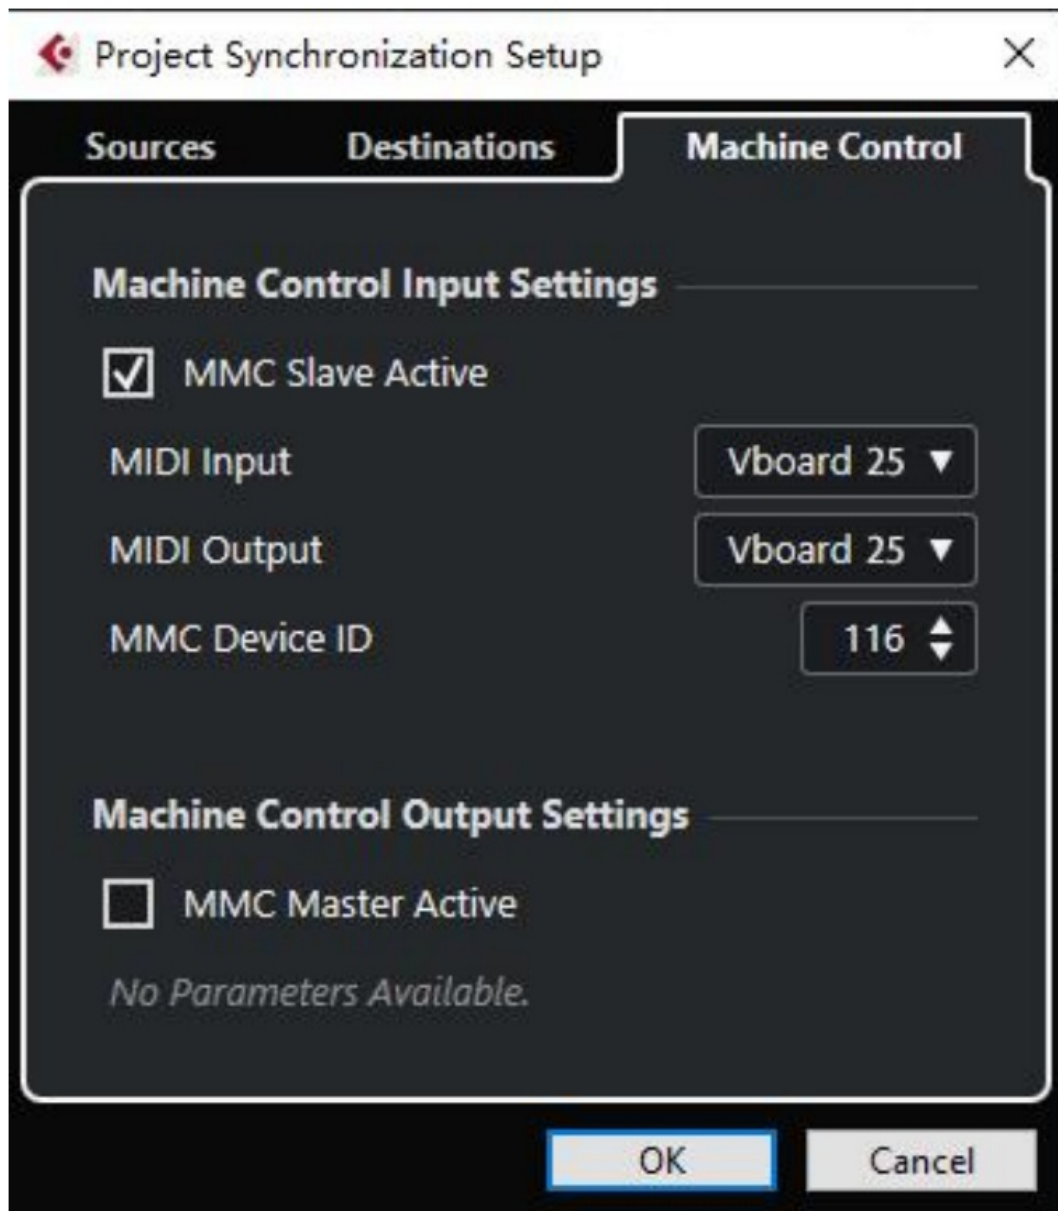 Project Synchronization Setup
Sources Destinations Machine Control
Machine Control Input Settings
MMC Slave Active
MIDI Input Vboard 25
MIDI Output Vboard 25
MMC Device ID 116
Machine Control Output Settings
MMC Master Active
No Parameters Available.
OK Cancel